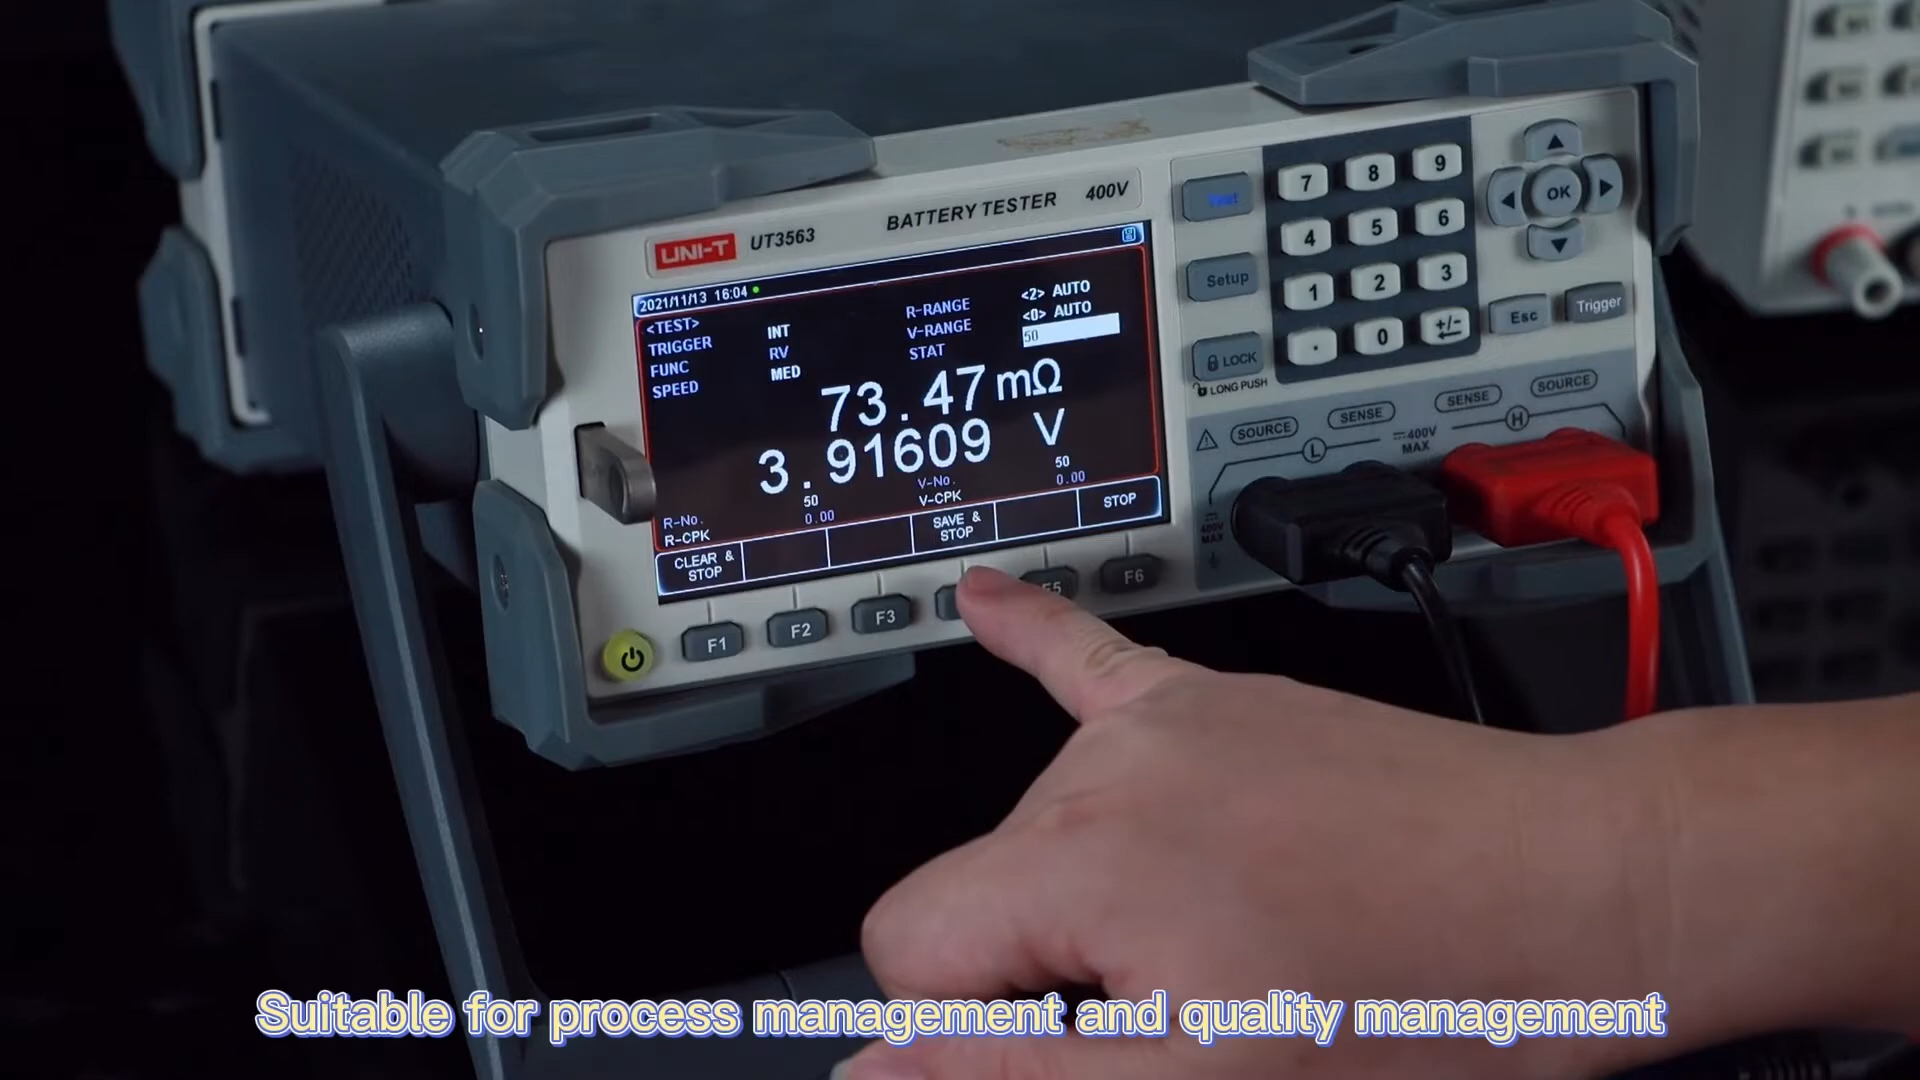 UNI-T UT3563 BATTERY TESTER 400V
2021/11/13 16:04
<TEST>
TRIGGER INT
FUNC RV
SPEED MED
R-RANGE <2> AUTO
V-RANGE <0> AUTO
STAT 50
73.47 mΩ
3.91609 V
R-No. 50 V-No. 50
R-CPK 0.00 V-CPK 0.00
CLEAR & STOP
SAVE & STOP
STOP
F1 F2 F3 F5 F6
Test
Setup
LOCK
LONG PUSH
7 8 9
4 5 6
1 2 3
. 0 +/-
OK
Esc
Trigger
SOURCE SENSE SENSE SOURCE
L 400V MAX H
400V MAX
Suitable for process management and quality management